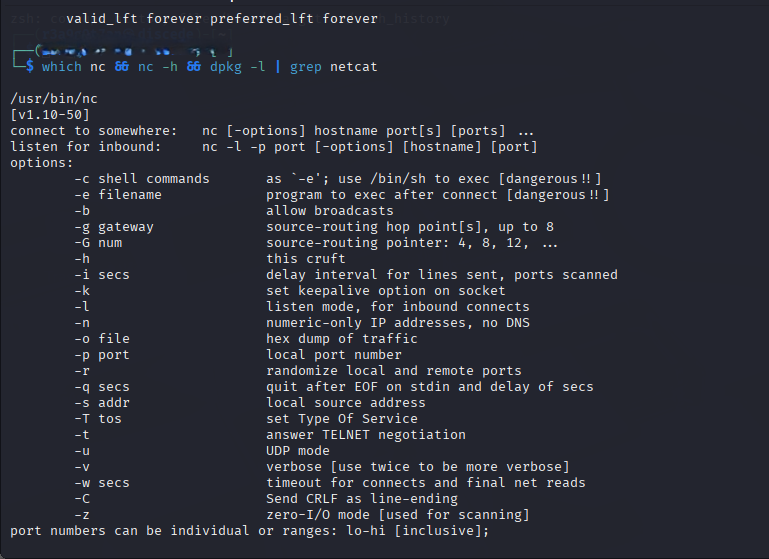 valid_lft forever preferred_lft forever
$ which nc && nc -h && dpkg -l | grep netcat
/usr/bin/nc
[v1.10-50]
connect to somewhere:   nc [-options] hostname port[s] [ports] ...
listen for inbound:     nc -l -p port [-options] [hostname] [port]
options:
        -c shell commands       as `-e'; use /bin/sh to exec [dangerous!!]
        -e filename             program to exec after connect [dangerous!!]
        -b                      allow broadcasts
        -g gateway              source-routing hop point[s], up to 8
        -G num                  source-routing pointer: 4, 8, 12, ...
        -h                      this cruft
        -i secs                 delay interval for lines sent, ports scanned
        -k                      set keepalive option on socket
        -l                      listen mode, for inbound connects
        -n                      numeric-only IP addresses, no DNS
        -o file                 hex dump of traffic
        -p port                 local port number
        -r                      randomize local and remote ports
        -q secs                 quit after EOF on stdin and delay of secs
        -s addr                 local source address
        -T tos                  set Type Of Service
        -t                      answer TELNET negotiation
        -u                      UDP mode
        -v                      verbose [use twice to be more verbose]
        -w secs                 timeout for connects and final net reads
        -C                      Send CRLF as line-ending
        -z                      zero-I/O mode [used for scanning]
port numbers can be individual or ranges: lo-hi [inclusive];